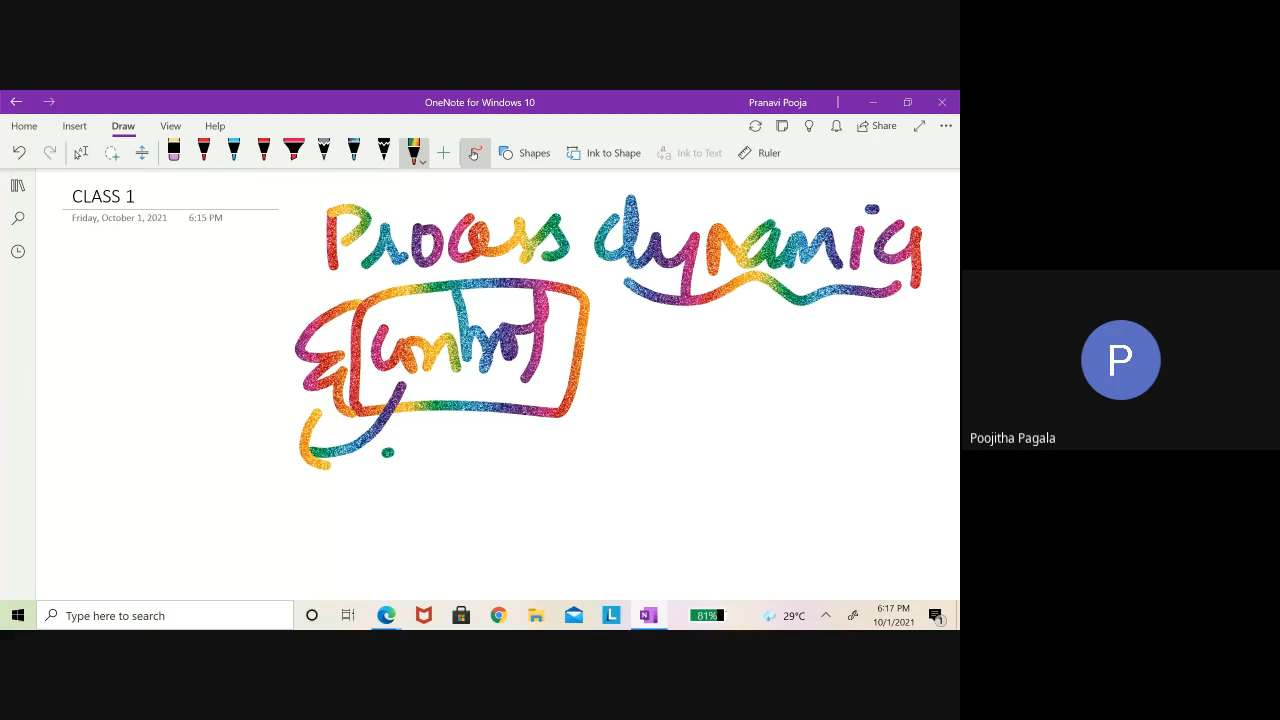 OneNote for Windows 10
Pranavi Pooja
Home Insert Draw View Help
Share
Shapes Ink to Shape Ink to Text Ruler
CLASS 1
Friday, October 1, 2021 6:15 PM
Process dynamics
& control
P
Poojitha Pagala
Type here to search
81%
29°C
6:17 PM
10/1/2021
1